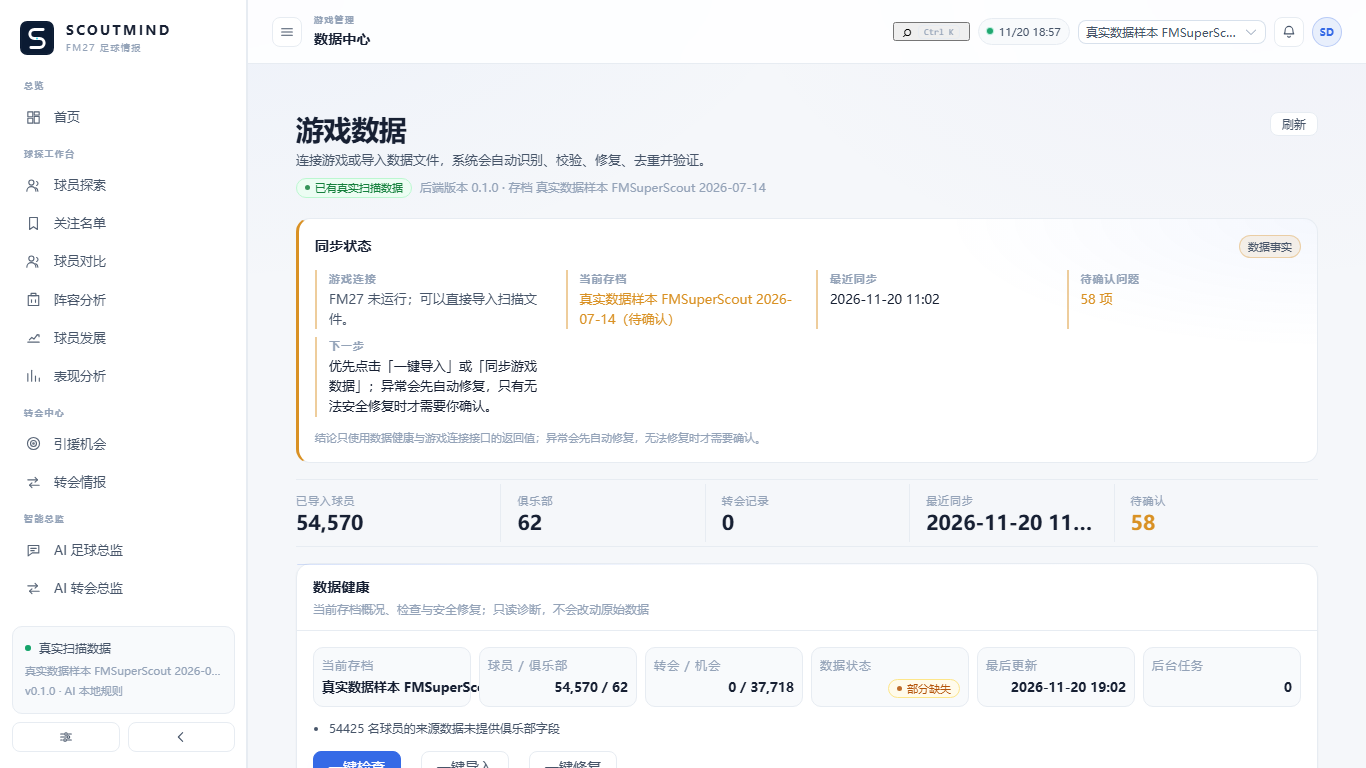 SCOUTMIND
FM27 足球情报
总览
首页
球探工作台
球员探索
关注名单
球员对比
阵容分析
球员发展
表现分析
转会中心
引援机会
转会情报
智能总监
AI 足球总监
AI 转会总监
真实扫描数据
真实数据样本 FMSuperScout 2026-0...
v0.1.0 · AI 本地规则
游戏管理
数据中心
Ctrl K
11/20 18:57
真实数据样本 FMSuperSc...
SD
游戏数据
刷新
连接游戏或导入数据文件，系统会自动识别、校验、修复、去重并验证。
已有真实扫描数据
后端版本 0.1.0 · 存档 真实数据样本 FMSuperScout 2026-07-14
同步状态
数据事实
游戏连接
FM27 未运行；可以直接导入扫描文
件。
当前存档
真实数据样本 FMSuperScout 2026-
07-14（待确认）
最近同步
2026-11-20 11:02
待确认问题
58 项
下一步
优先点击「一键导入」或「同步游戏
数据」；异常会先自动修复，只有无
法安全修复时才需要你确认。
结论只使用数据健康与游戏连接接口的返回值；异常会先自动修复，无法修复时才需要确认。
已导入球员
54,570
俱乐部
62
转会记录
0
最近同步
2026-11-20 11...
待确认
58
数据健康
当前存档概况、检查与安全修复；只读诊断，不会改动原始数据
当前存档
真实数据样本 FMSuperSc
球员 / 俱乐部
54,570 / 62
转会 / 机会
0 / 37,718
数据状态
部分缺失
最后更新
2026-11-20 19:02
后台任务
0
54425 名球员的来源数据未提供俱乐部字段
一键检查
一键导入
一键修复